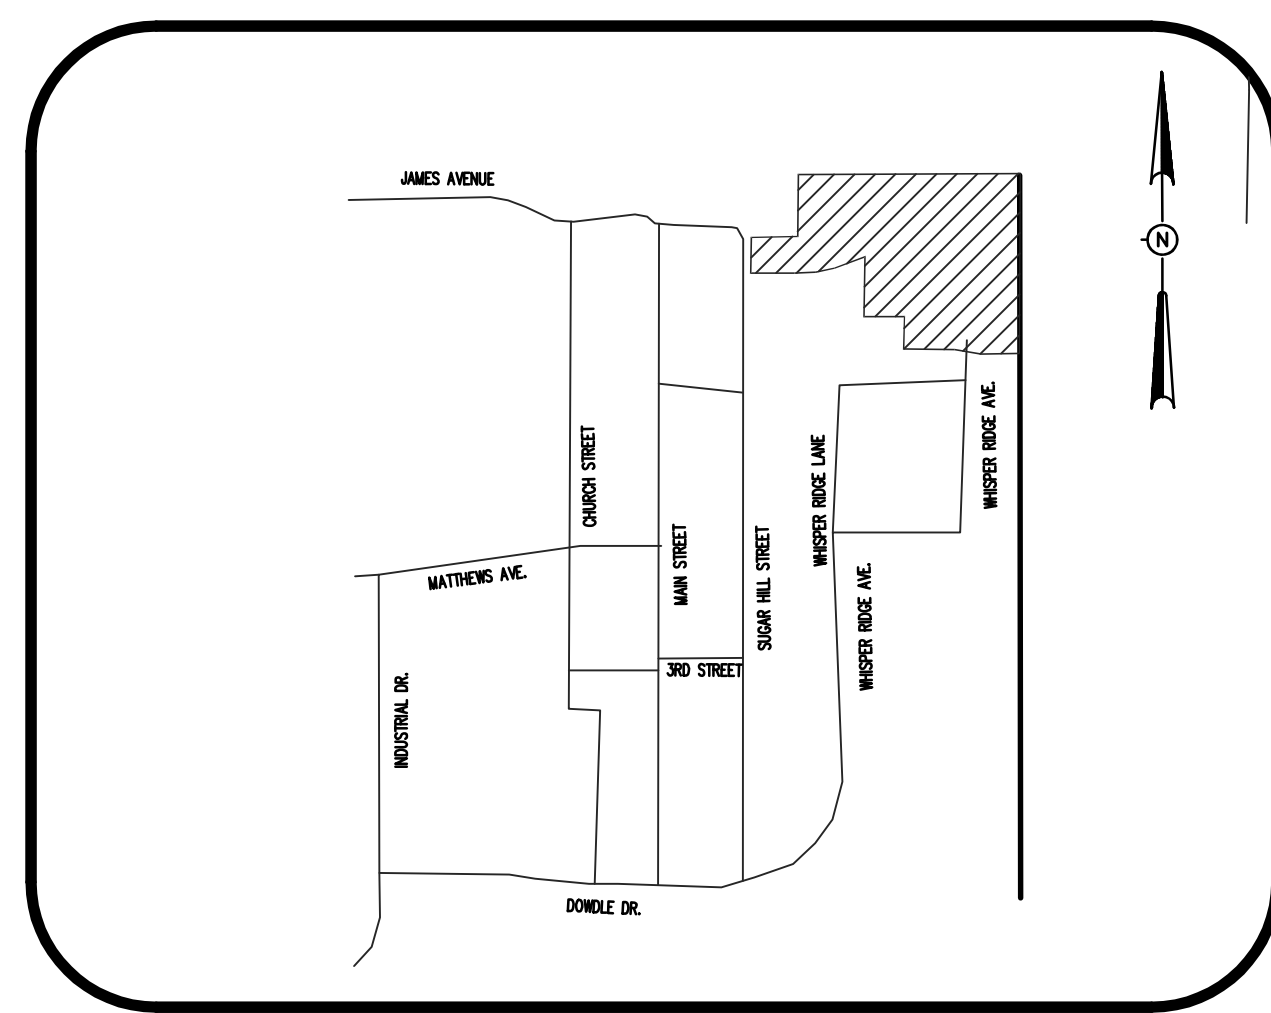 JAMES AVENUE
N
CHURCH STREET
MAIN STREET
SUGAR HILL STREET
WHISPER RIDGE LANE
WHISPER RIDGE AVE.
WHISPER RIDGE AVE.
MATTHEWS AVE.
3RD STREET
INDUSTRIAL DR.
DOWDLE DR.